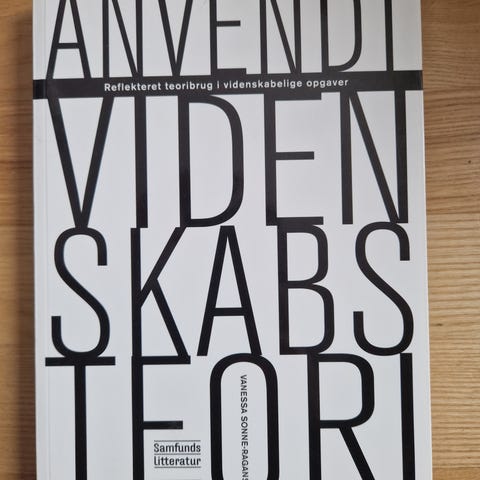 ANVENDT
Reflekteret teoribrug i videnskabelige opgaver
VIDEN
SKABS
TEORI
VANESSA SONNE-RAGANS
Samfunds
litteratur